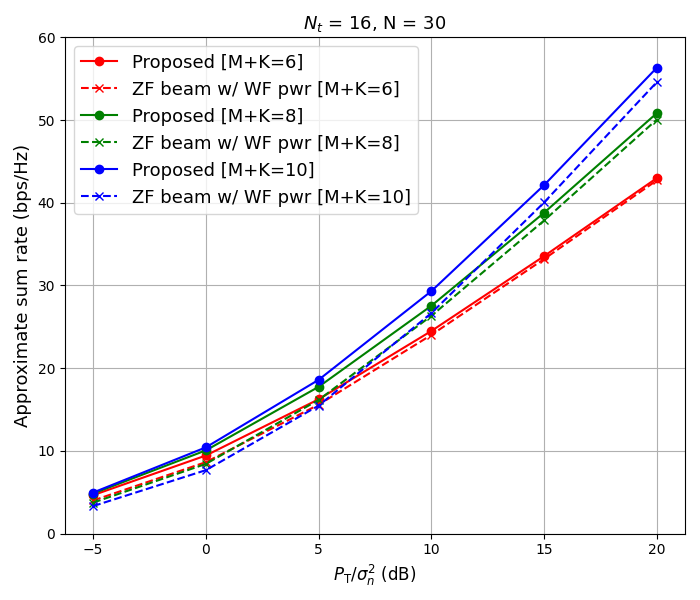 N_t = 16, N = 30
Proposed [M+K=6]
ZF beam w/ WF pwr [M+K=6]
Proposed [M+K=8]
ZF beam w/ WF pwr [M+K=8]
Proposed [M+K=10]
ZF beam w/ WF pwr [M+K=10]
Approximate sum rate (bps/Hz)
60
50
40
30
20
10
0
−5 0 5 10 15 20
P_T/σ_n^2 (dB)